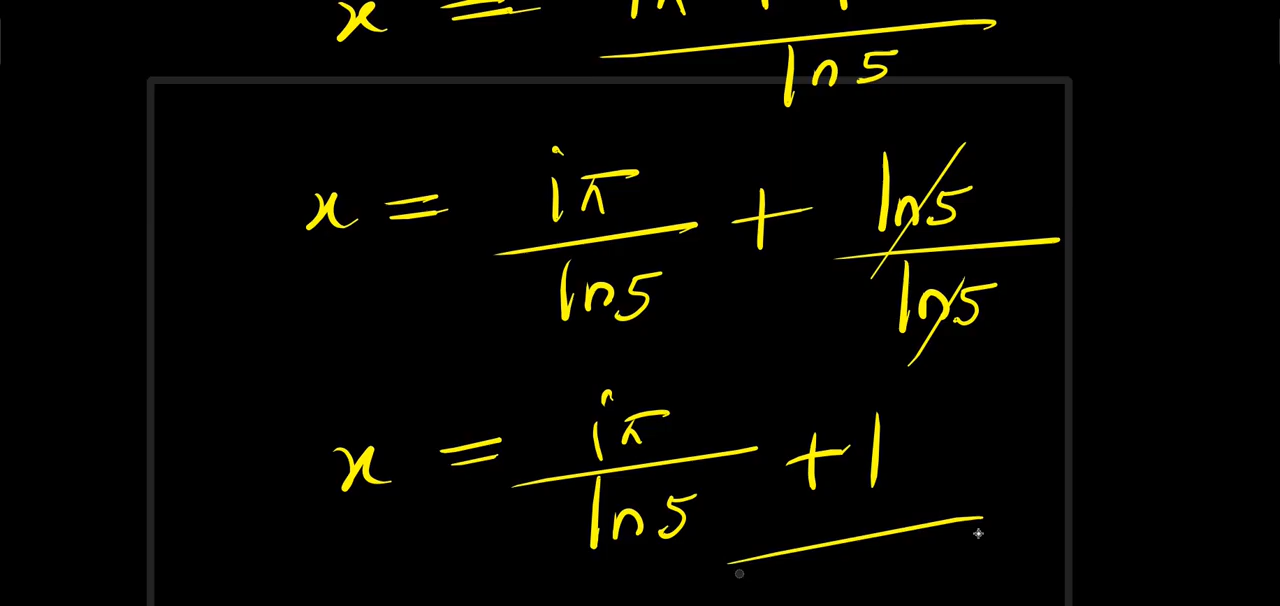 x = / ln5
x = iπ/ln5 + ln5/ln5
x = iπ/ln5 + 1